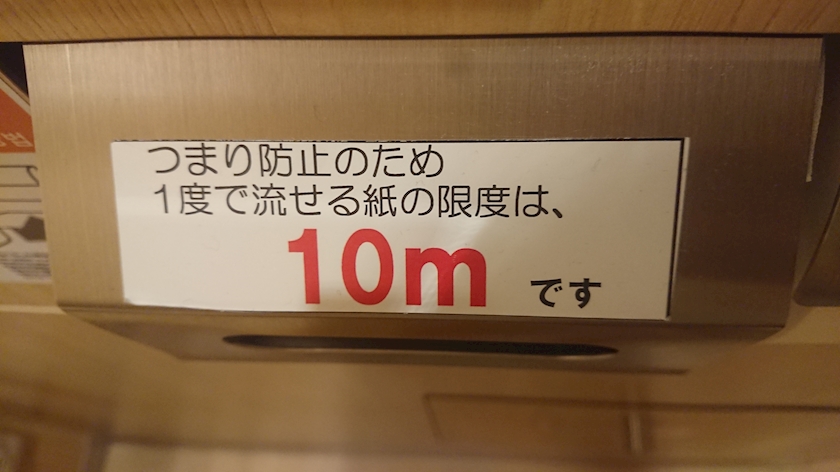 つまり防止のため
1度で流せる紙の限度は、
10m です